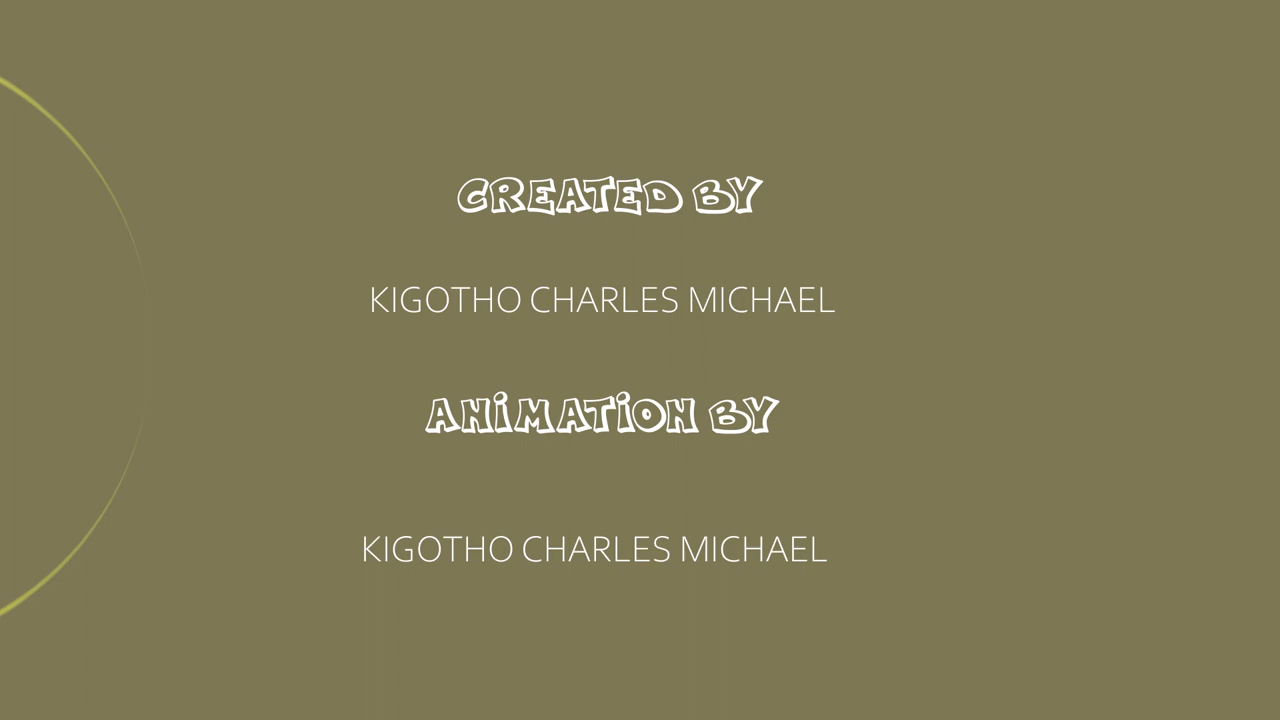 CREATED BY
KIGOTHO CHARLES MICHAEL
ANiMATiON BY
KIGOTHO CHARLES MICHAEL